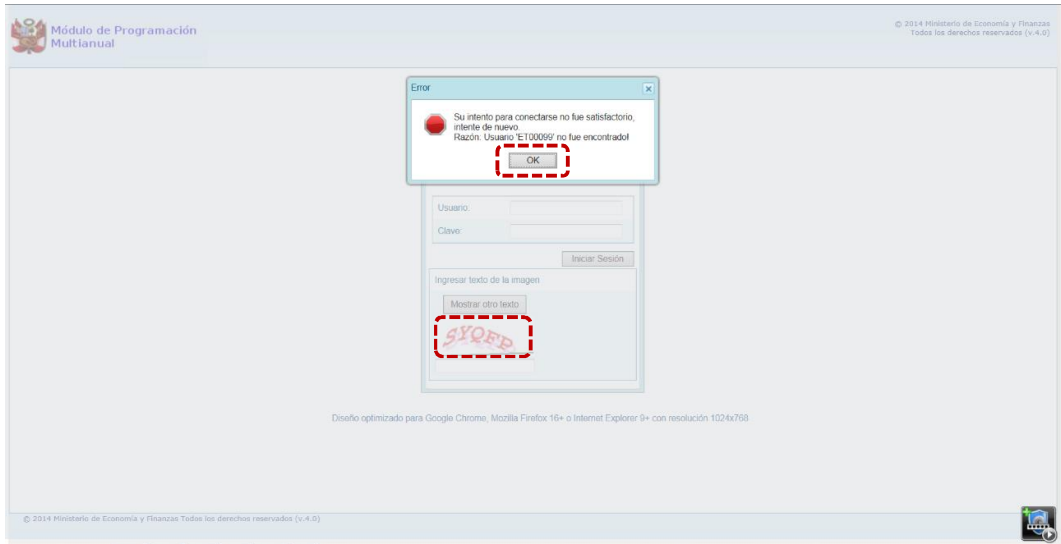 Módulo de Programación
Multianual
© 2014 Ministerio de Economía y Finanzas
Todos los derechos reservados (v.4.0)
Error
Su intento para conectarse no fue satisfactorio,
intente de nuevo.
Razón: Usuario 'ET00099' no fue encontrado!
OK
Usuario:
Clave:
Iniciar Sesión
Ingresar texto de la imagen
Mostrar otro texto
SYQFP
Diseño optimizado para Google Chrome, Mozilla Firefox 16+ o Internet Explorer 9+ con resolución 1024x768
© 2014 Ministerio de Economía y Finanzas Todos los derechos reservados (v.4.0)